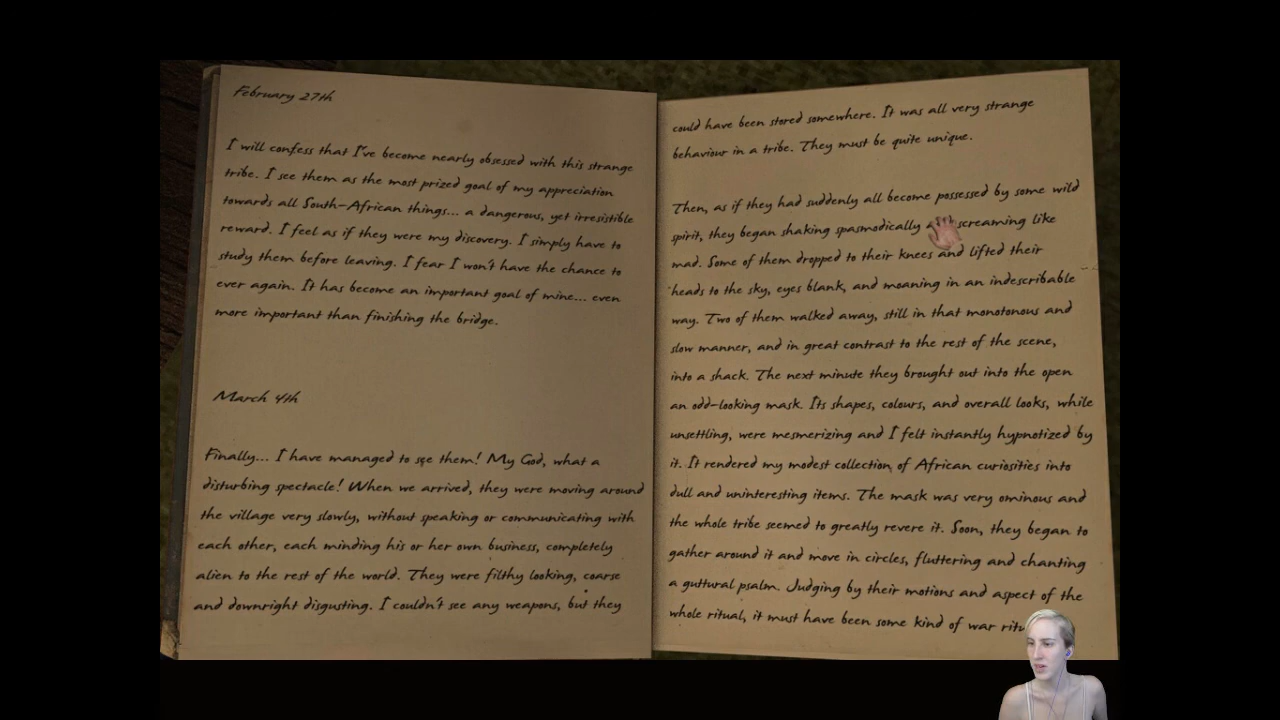 February 27th
I will confess that I've become nearly obsessed with this strange
tribe. I see them as the most prized goal of my appreciation
towards all South-African things... a dangerous, yet irresistible
reward. I feel as if they were my discovery. I simply have to
study them before leaving. I fear I won't have the chance to
ever again. It has become an important goal of mine... even
more important than finishing the bridge.
March 4th
Finally... I have managed to see them! My God, what a
disturbing spectacle! When we arrived, they were moving around
the village very slowly, without speaking or communicating with
each other, each minding his or her own business, completely
alien to the rest of the world. They were filthy looking, coarse
and downright disgusting. I couldn't see any weapons, but they
could have been stored somewhere. It was all very strange
behaviour in a tribe. They must be quite unique.
Then, as if they had suddenly all become possessed by some wild
spirit, they began shaking spasmodically screaming like
mad. Some of them dropped to their knees and lifted their
heads to the sky, eyes blank, and moaning in an indescribable
way. Two of them walked away, still in that monotonous and
slow manner, and in great contrast to the rest of the scene,
into a shack. The next minute they brought out into the open
an odd-looking mask. Its shapes, colours, and overall looks, while
unsettling, were mesmerizing and I felt instantly hypnotized by
it. It rendered my modest collection of African curiosities into
dull and uninteresting items. The mask was very ominous and
the whole tribe seemed to greatly revere it. Soon, they began to
gather around it and move in circles, fluttering and chanting
a guttural psalm. Judging by their motions and aspect of the
whole ritual, it must have been some kind of war